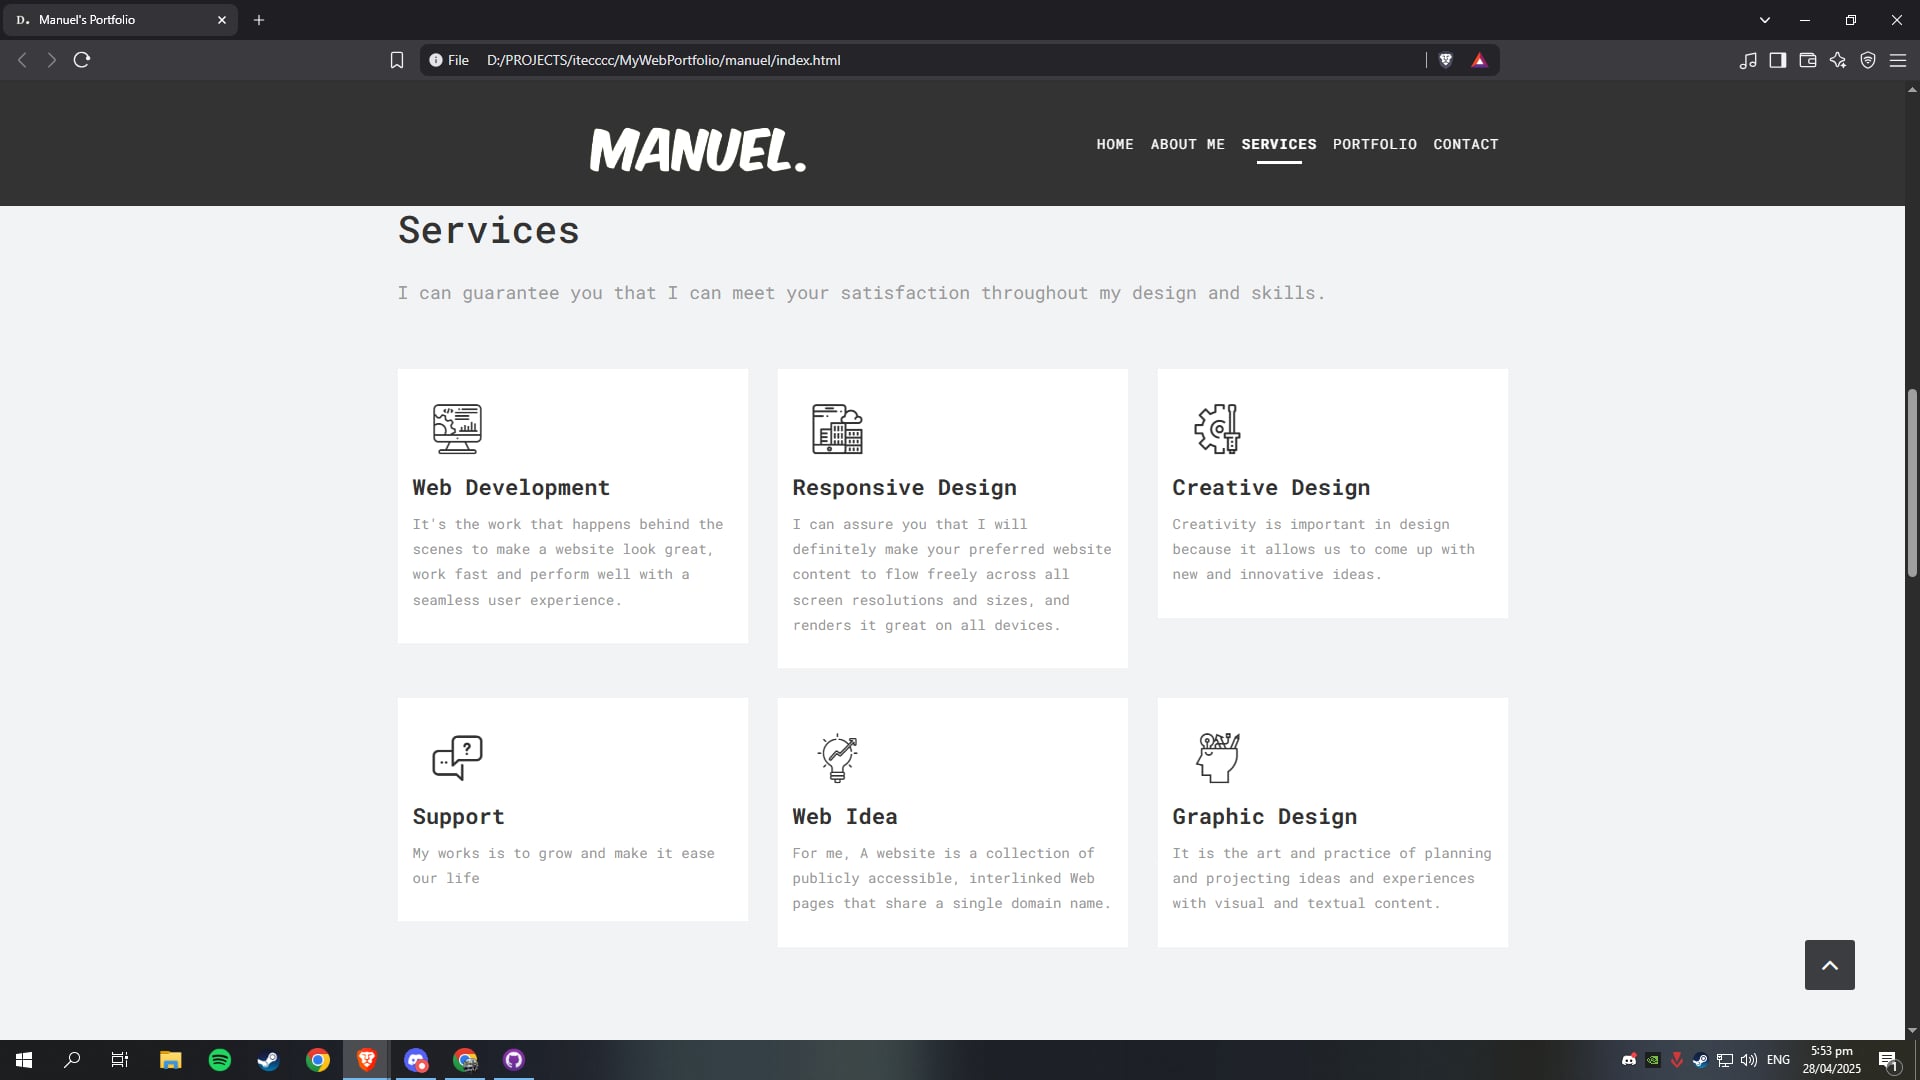 D. Manuel's Portfolio
File D:/PROJECTS/itecccc/MyWebPortfolio/manuel/index.html
MANUEL.
HOME ABOUT ME SERVICES PORTFOLIO CONTACT
Services
I can guarantee you that I can meet your satisfaction throughout my design and skills.
Web Development
It's the work that happens behind the
scenes to make a website look great,
work fast and perform well with a
seamless user experience.
Responsive Design
I can assure you that I will
definitely make your preferred website
content to flow freely across all
screen resolutions and sizes, and
renders it great on all devices.
Creative Design
Creativity is important in design
because it allows us to come up with
new and innovative ideas.
Support
My works is to grow and make it ease
our life
Web Idea
For me, A website is a collection of
publicly accessible, interlinked Web
pages that share a single domain name.
Graphic Design
It is the art and practice of planning
and projecting ideas and experiences
with visual and textual content.
ENG
5:53 pm
28/04/2025
1